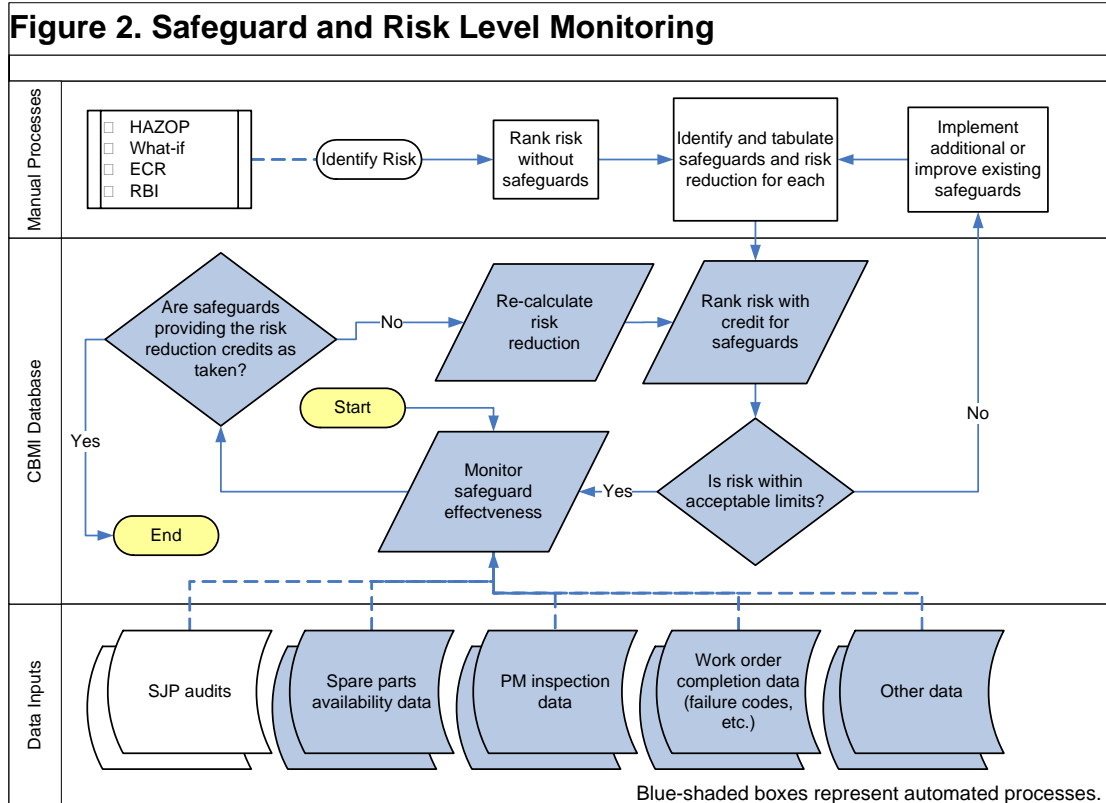 Figure 2. Safeguard and Risk Level Monitoring
Manual Processes
HAZOP
What-if
ECR
RBI
Identify Risk
Rank risk
without
safeguards
Identify and tabulate
safeguards and risk
reduction for each
Implement
additional or
improve existing
safeguards
CBMI Database
Are safeguards
providing the risk
reduction credits as
taken?
No
Re-calculate
risk
reduction
Rank risk with
credit for
safeguards
Start
No
Yes
Monitor
safeguard
effectveness
Yes
Is risk within
acceptable limits?
End
Data Inputs
SJP audits
Spare parts
availability data
PM inspection
data
Work order
completion data
(failure codes,
etc.)
Other data
Blue-shaded boxes represent automated processes.